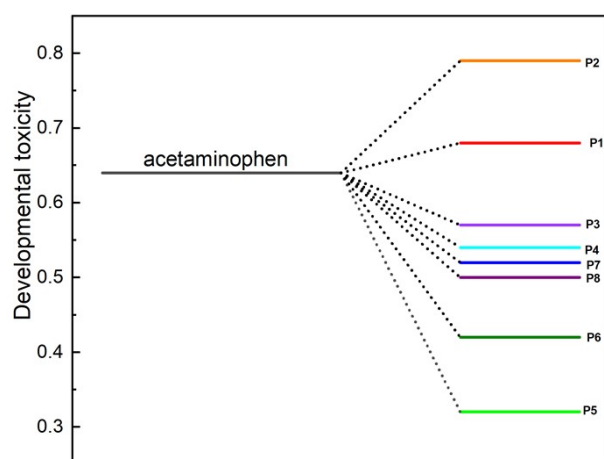 Developmental toxicity
0.8
0.7
0.6
0.5
0.4
0.3
acetaminophen
P2
P1
P3
P4
P7
P8
P6
P5